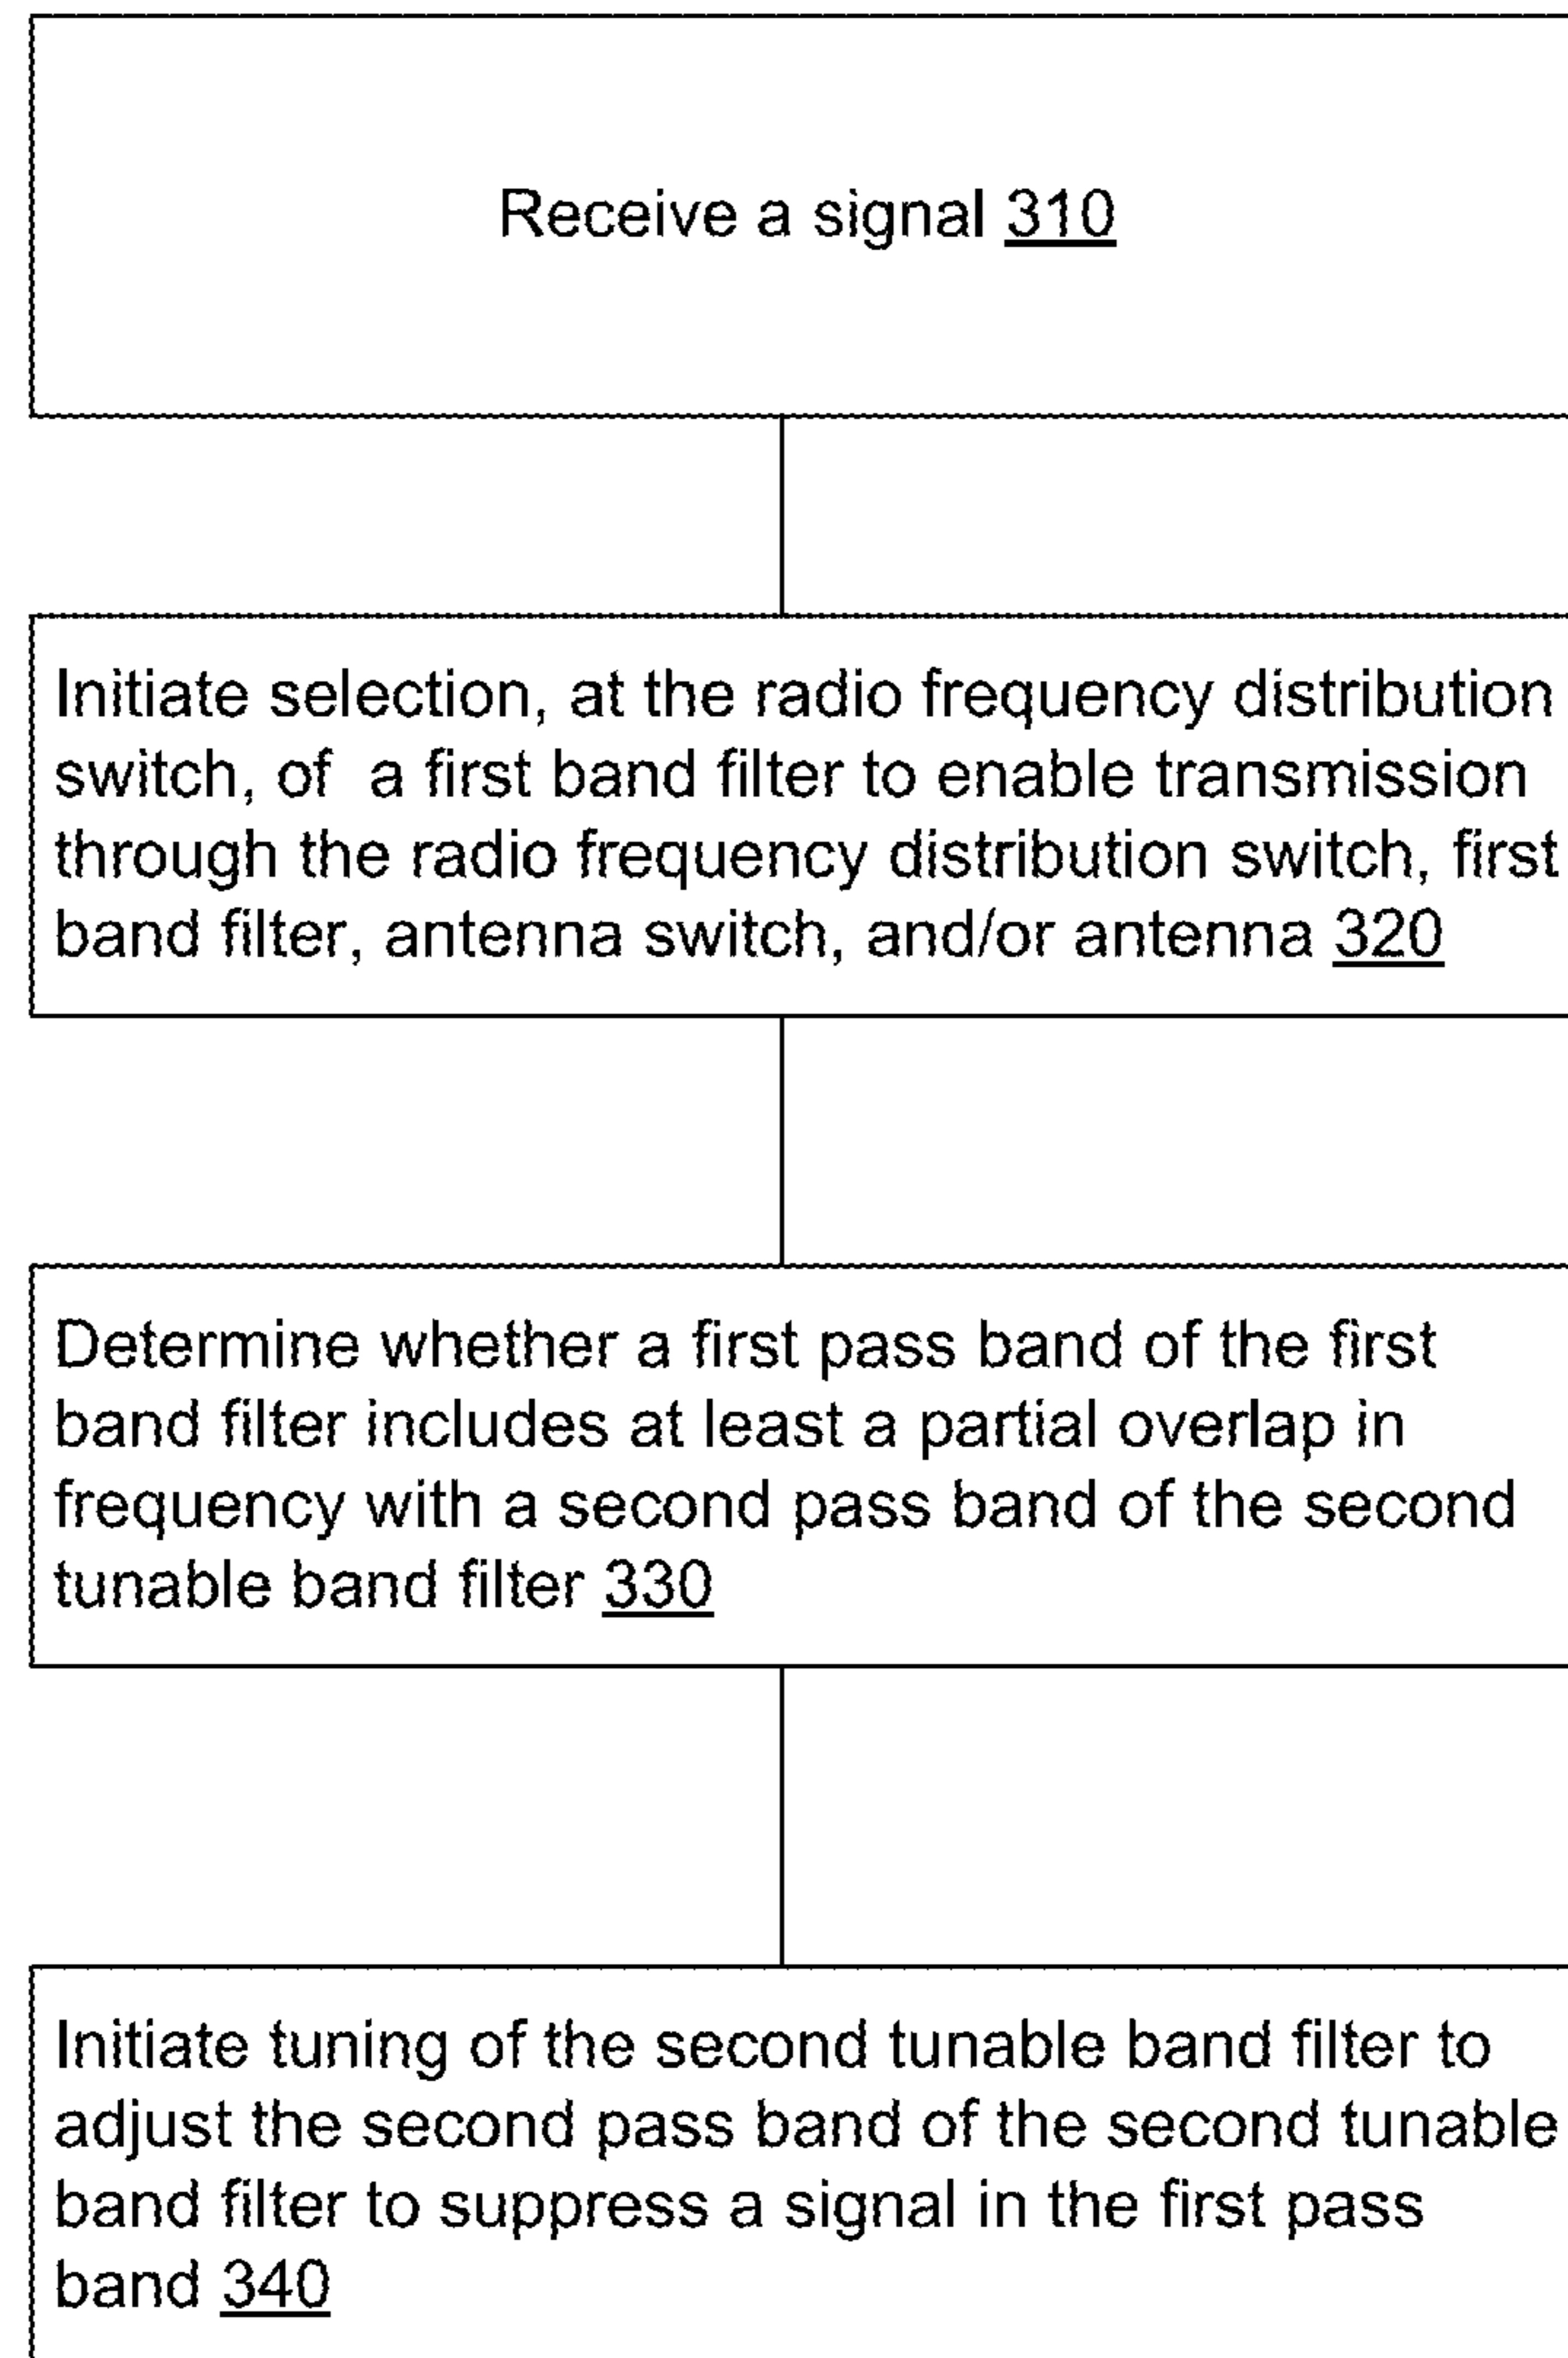 Receive a signal 310
Initiate selection, at the radio frequency distribution
switch, of a first band filter to enable transmission
through the radio frequency distribution switch, first
band filter, antenna switch, and/or antenna 320
Determine whether a first pass band of the first
band filter includes at least a partial overlap in
frequency with a second pass band of the second
tunable band filter 330
Initiate tuning of the second tunable band filter to
adjust the second pass band of the second tunable
band filter to suppress a signal in the first pass
band 340